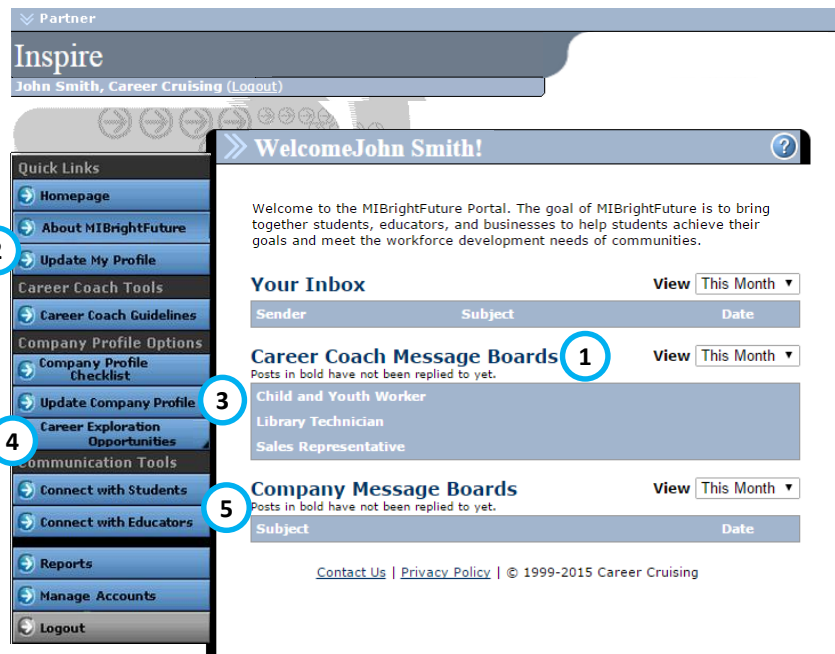 Partner
Inspire
John Smith, Career Cruising (Logout)
WelcomeJohn Smith!
?
Quick Links
Homepage
About MIBrightFuture
2
Update My Profile
Career Coach Tools
Career Coach Guidelines
Company Profile Options
Company Profile
Checklist
Update Company Profile
3
Career Exploration
Opportunities
4
Communication Tools
Connect with Students
Connect with Educators
5
Reports
Manage Accounts
Logout
Welcome to the MIBrightFuture Portal. The goal of MIBrightFuture is to bring
together students, educators, and businesses to help students achieve their
goals and meet the workforce development needs of communities.
Your Inbox View This Month
Sender Subject Date
Career Coach Message Boards 1 View This Month
Posts in bold have not been replied to yet.
Child and Youth Worker
Library Technician
Sales Representative
Company Message Boards View This Month
Posts in bold have not been replied to yet.
Subject Date
Contact Us | Privacy Policy | © 1999-2015 Career Cruising